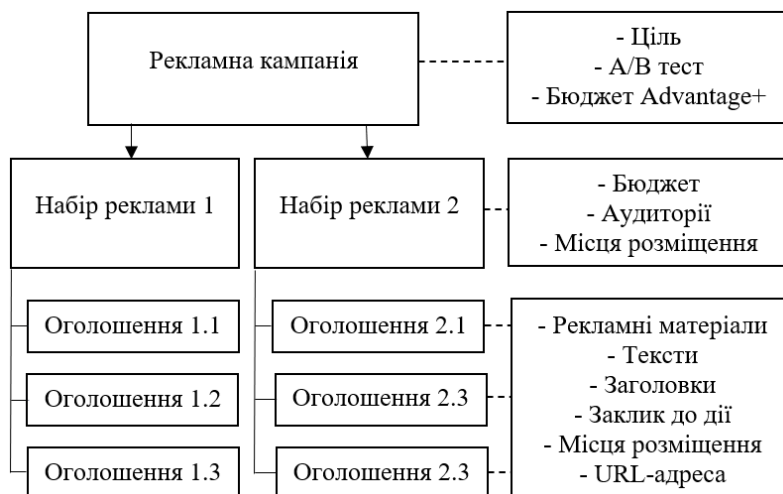 Рекламна кампанія
- Ціль
- А/В тест
- Бюджет Advantage+
Набір реклами 1
Набір реклами 2
- Бюджет
- Аудиторії
- Місця розміщення
Оголошення 1.1
Оголошення 1.2
Оголошення 1.3
Оголошення 2.1
Оголошення 2.3
Оголошення 2.3
- Рекламні матеріали
- Тексти
- Заголовки
- Заклик до дії
- Місця розміщення
- URL-адреса